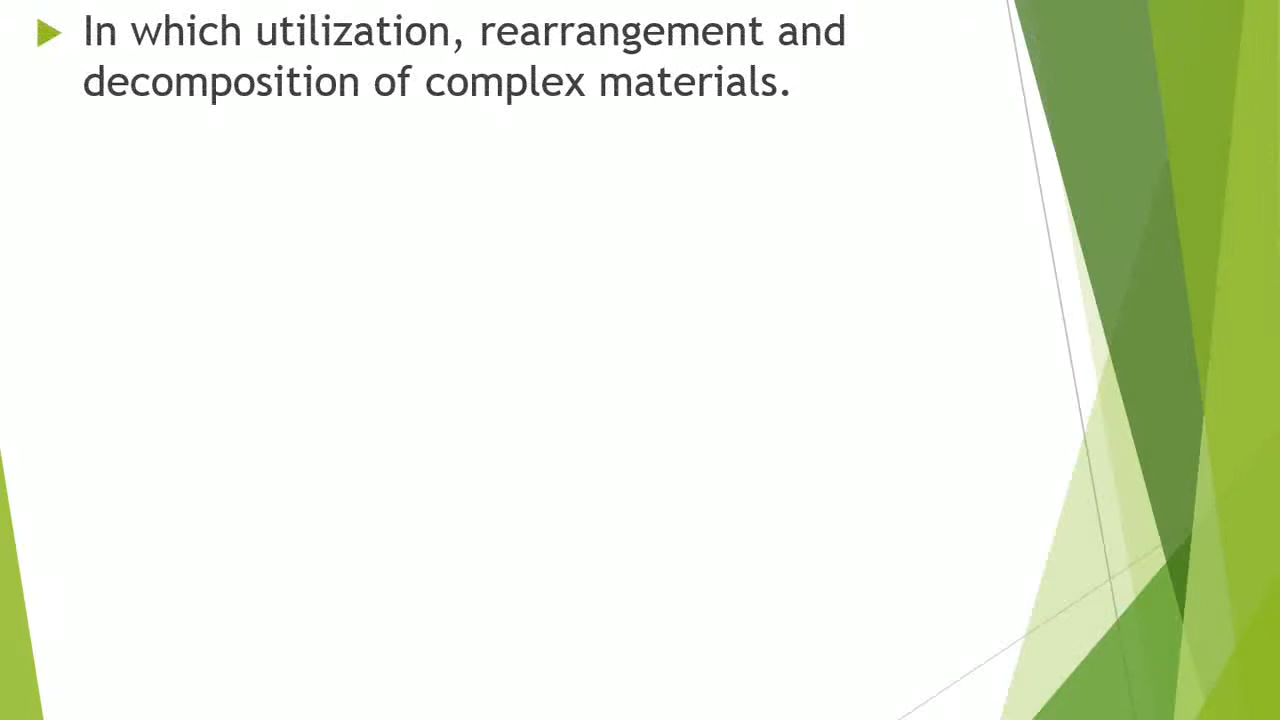 In which utilization, rearrangement and
decomposition of complex materials.